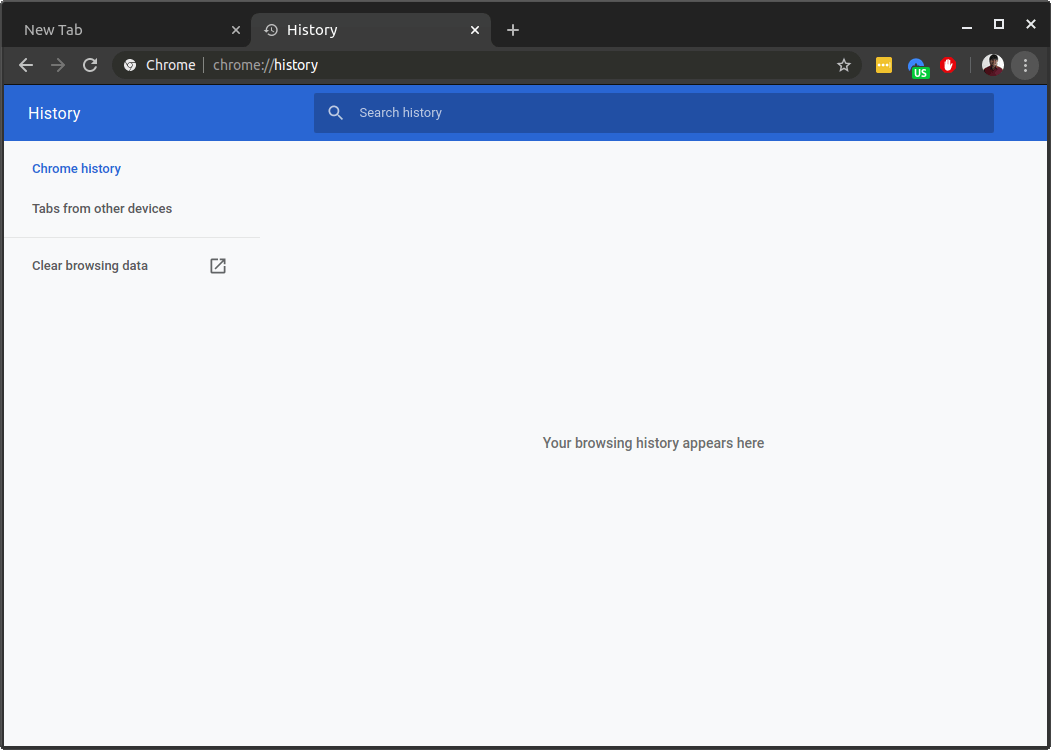 New Tab
History
Chrome chrome://history
US
History
Search history
Chrome history
Tabs from other devices
Clear browsing data
Your browsing history appears here